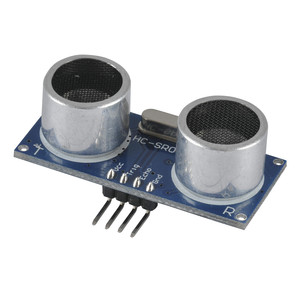 HC-SR0
T
Vcc
Trig
Echo
Gnd
R